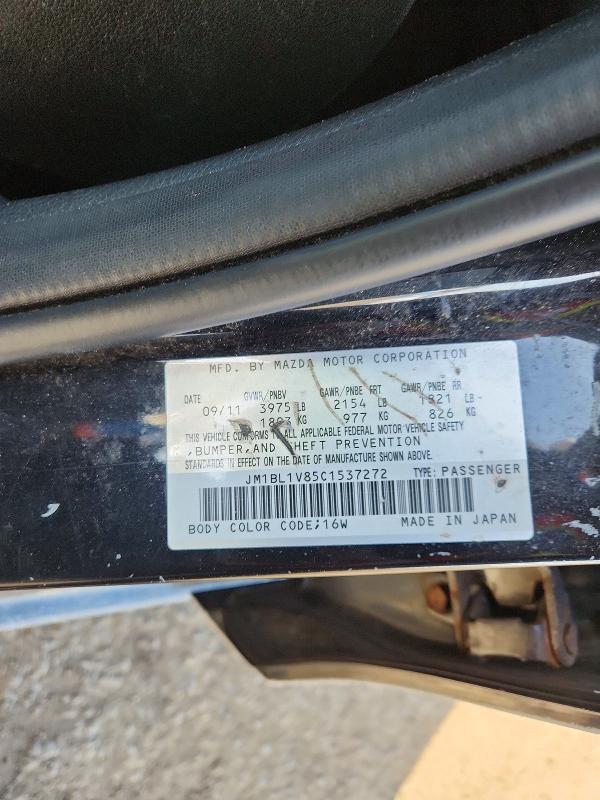 MFD. BY MAZDA MOTOR CORPORATION
DATE GVWR/PNBV GAWR/PNBE FRT GAWR/PNBE RR
09/11 3975 LB 2154 LB 1821 LB
KG 977 KG 826 KG
THIS VEHICLE CONFORMS TO ALL APPLICABLE FEDERAL MOTOR VEHICLE SAFETY
,BUMPER,AND THEFT PREVENTION
STANDARDS IN EFFECT ON THE DATE OF MANUFACTURE SHOWN ABOVE.
JM1BL1V85C1537272 TYPE: PASSENGER
BODY COLOR CODE;16W MADE IN JAPAN